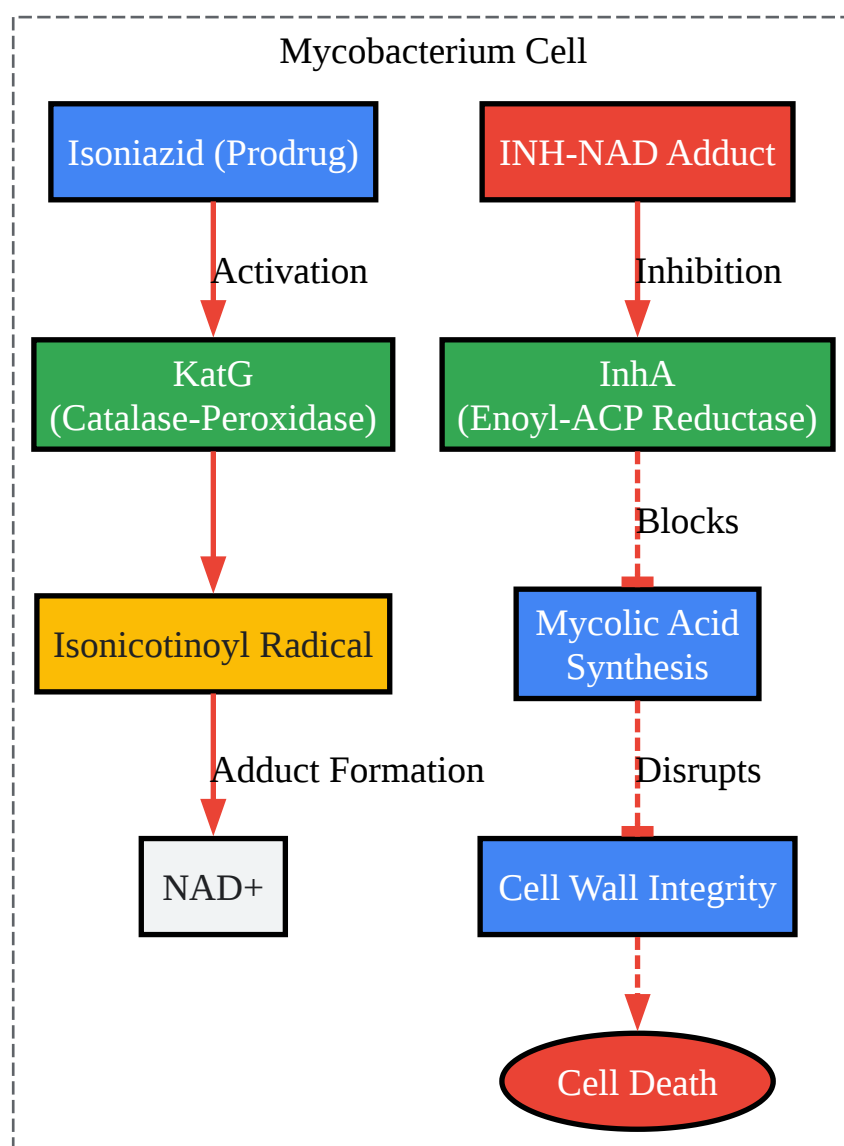 Mycobacterium Cell
Isoniazid (Prodrug)
Activation
KatG
(Catalase-Peroxidase)
Isonicotinoyl Radical
Adduct Formation
NAD+
INH-NAD Adduct
Inhibition
InhA
(Enoyl-ACP Reductase)
Blocks
Mycolic Acid
Synthesis
Disrupts
Cell Wall Integrity
Cell Death